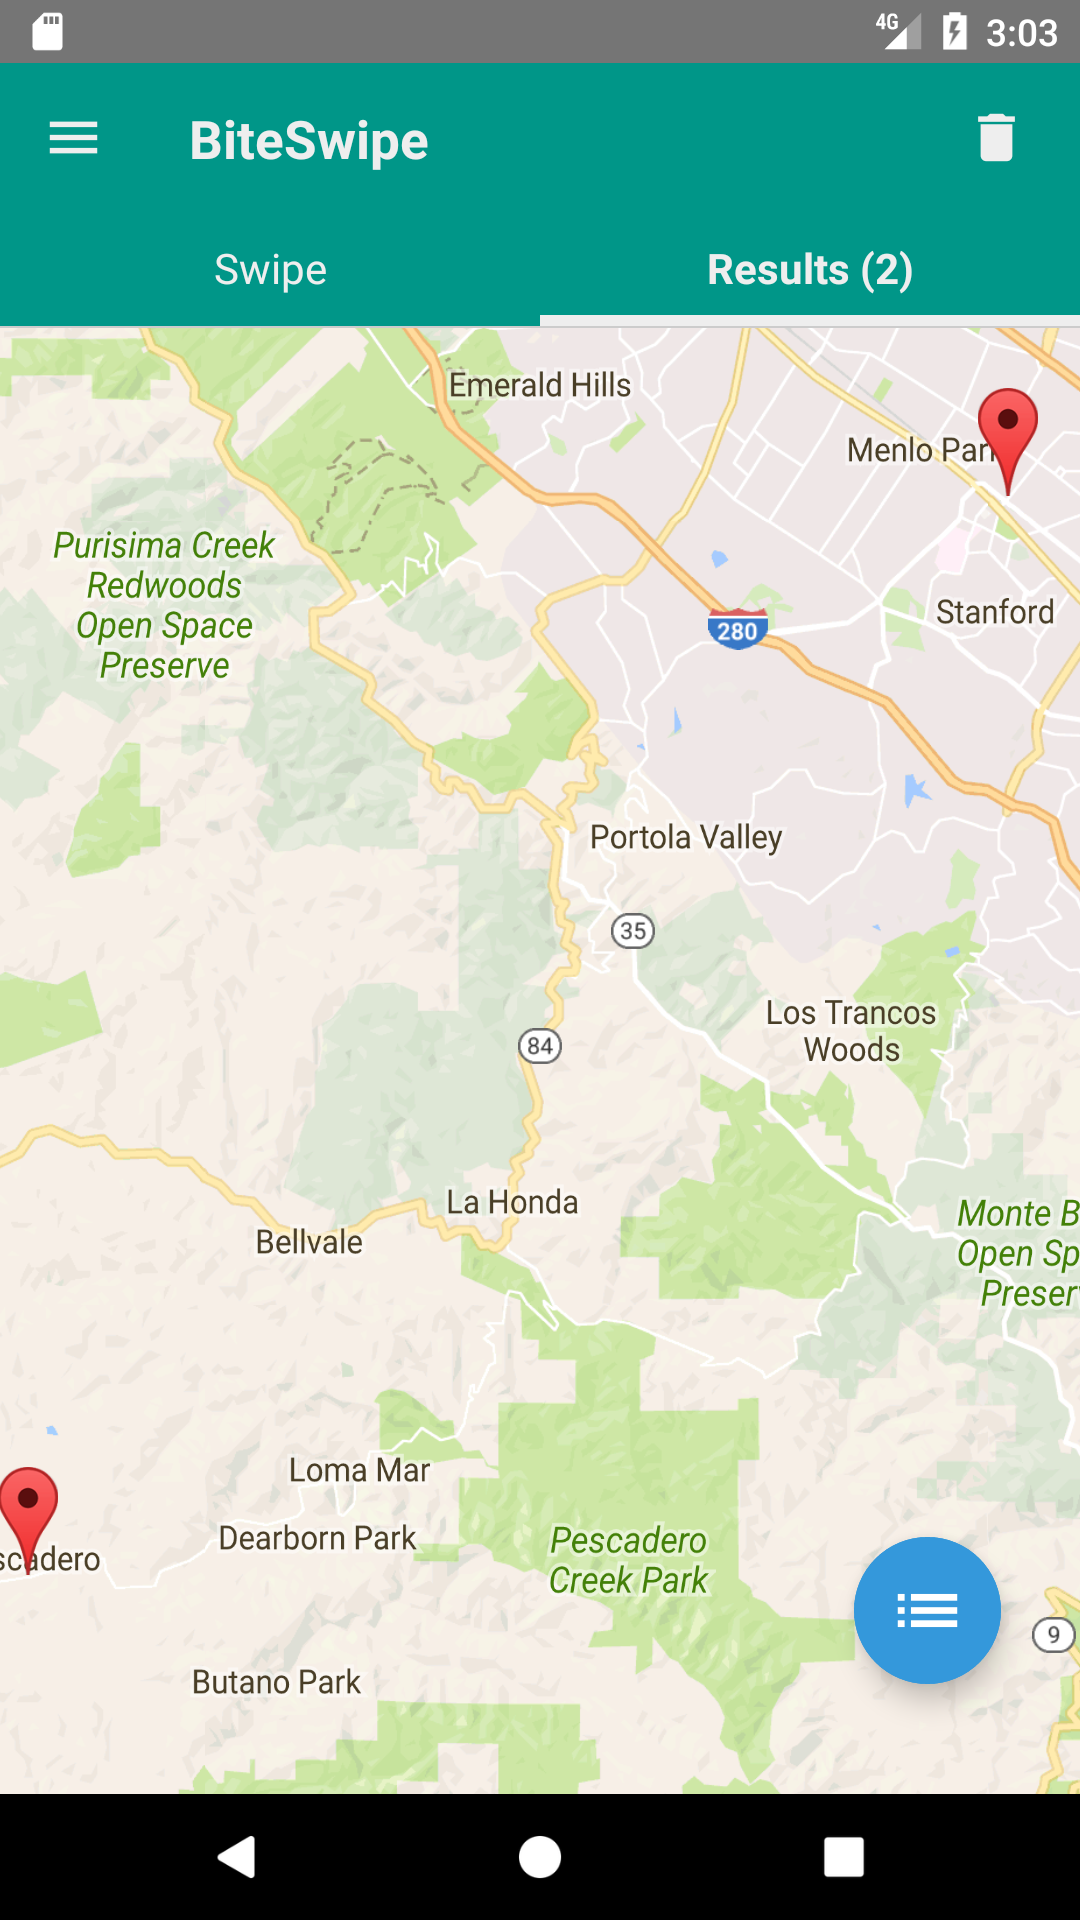 4G 3:03
BiteSwipe
Swipe
Results (2)
Emerald Hills
Menlo Park
Purisima Creek
Redwoods
Open Space
Preserve
Stanford
280
Portola Valley
35
Los Trancos
Woods
84
La Honda
Bellvale
Monte B
Open Sp
Preser
Loma Mar
Dearborn Park
scadero
Pescadero
Creek Park
9
Butano Park